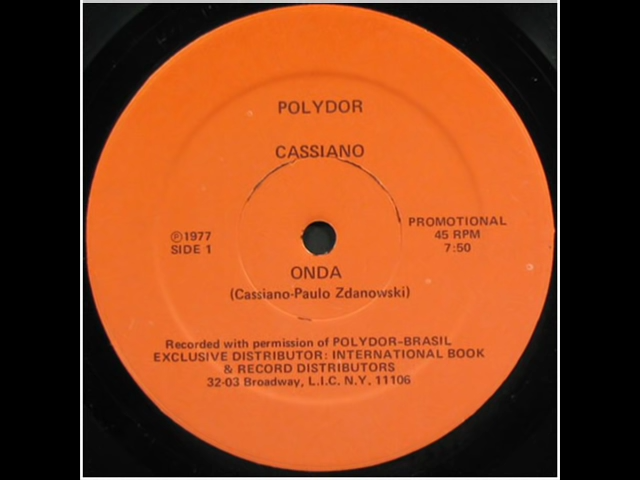 POLYDOR
CASSIANO
℗1977
SIDE 1
PROMOTIONAL
45 RPM
7:50
ONDA
(Cassiano-Paulo Zdanowski)
Recorded with permission of POLYDOR-BRASIL
EXCLUSIVE DISTRIBUTOR: INTERNATIONAL BOOK
& RECORD DISTRIBUTORS
32-03 Broadway, L.I.C. N.Y. 11106